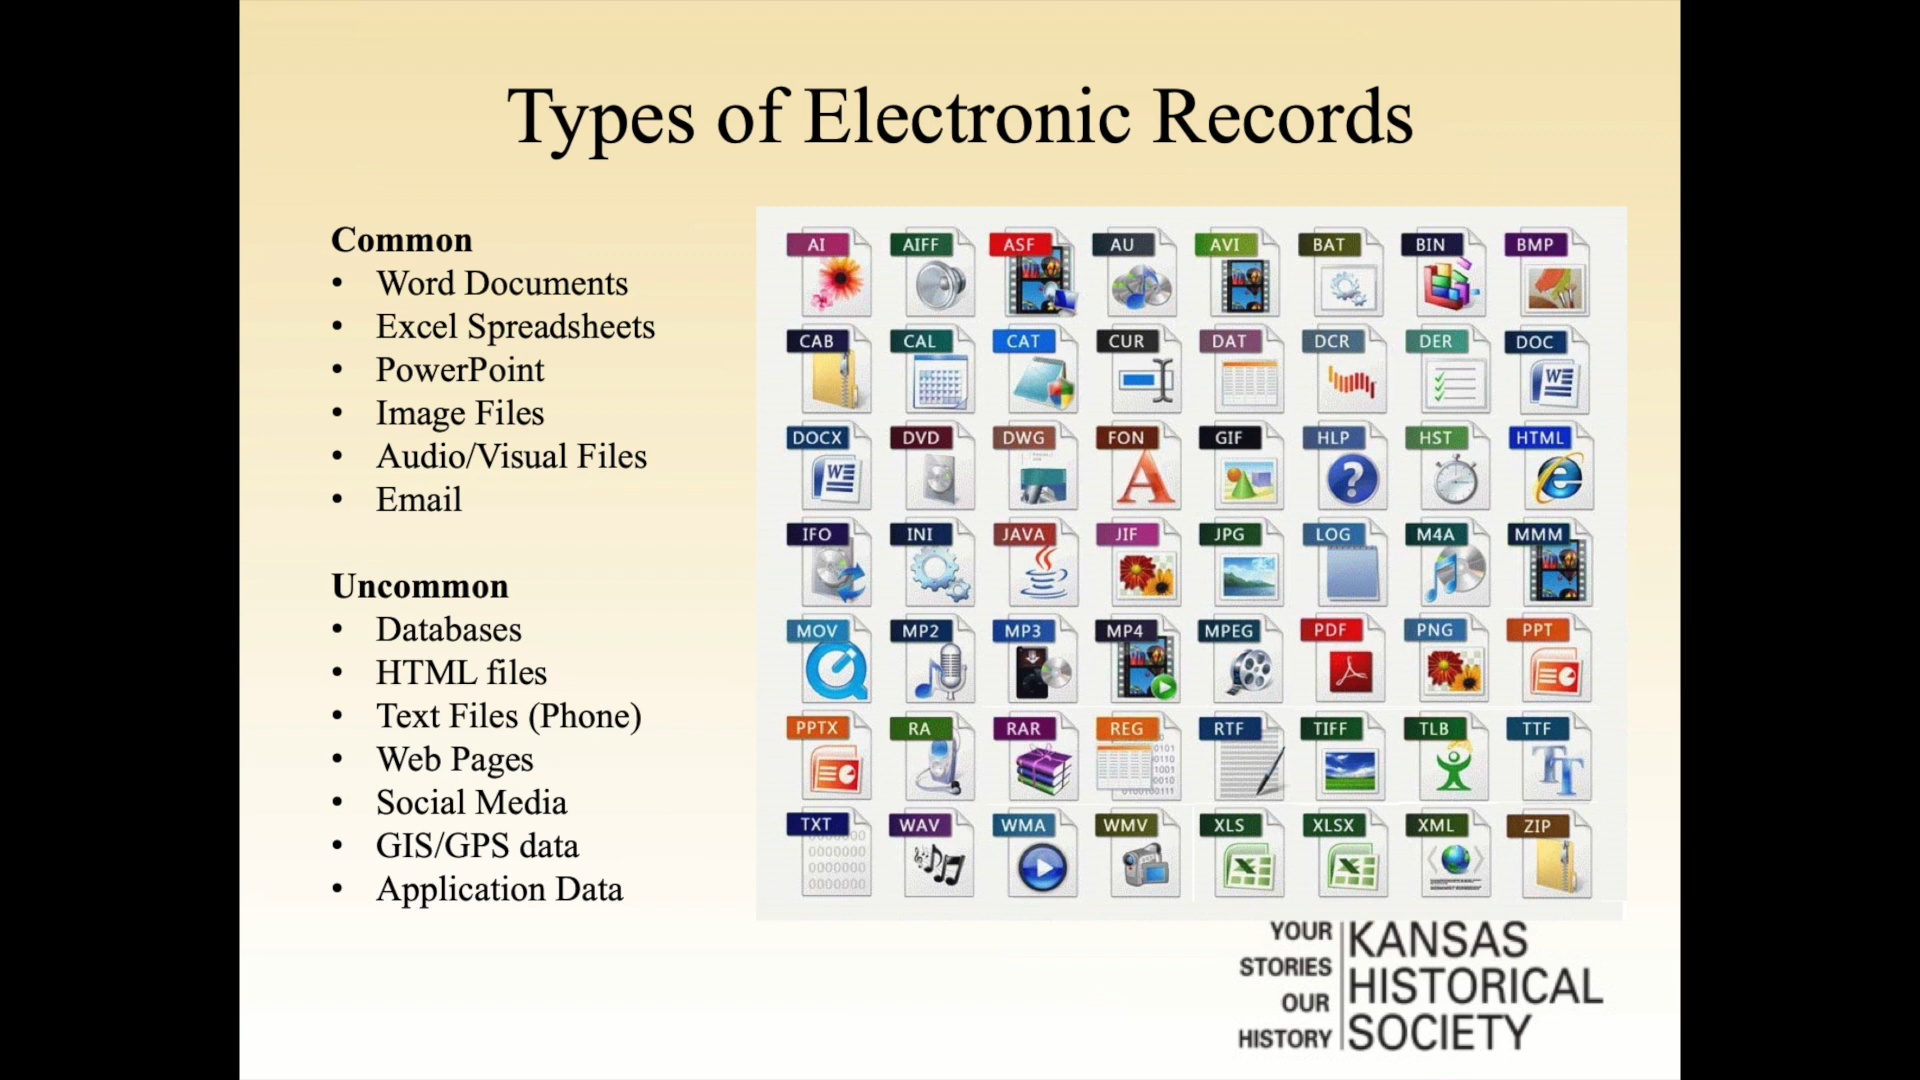 Types of Electronic Records
Common
• Word Documents
• Excel Spreadsheets
• PowerPoint
• Image Files
• Audio/Visual Files
• Email
Uncommon
• Databases
• HTML files
• Text Files (Phone)
• Web Pages
• Social Media
• GIS/GPS data
• Application Data
AI AIFF ASF AU AVI BAT BIN BMP
CAB CAL CAT CUR DAT DCR DER DOC
DOCX DVD DWG FON GIF HLP HST HTML
IFO INI JAVA JIF JPG LOG M4A MMM
MOV MP2 MP3 MP4 MPEG PDF PNG PPT
PPTX RA RAR REG RTF TIFF TLB TTF
TXT WAV WMA WMV XLS XLSX XML ZIP
YOUR
STORIES
OUR
HISTORY
KANSAS
HISTORICAL
SOCIETY